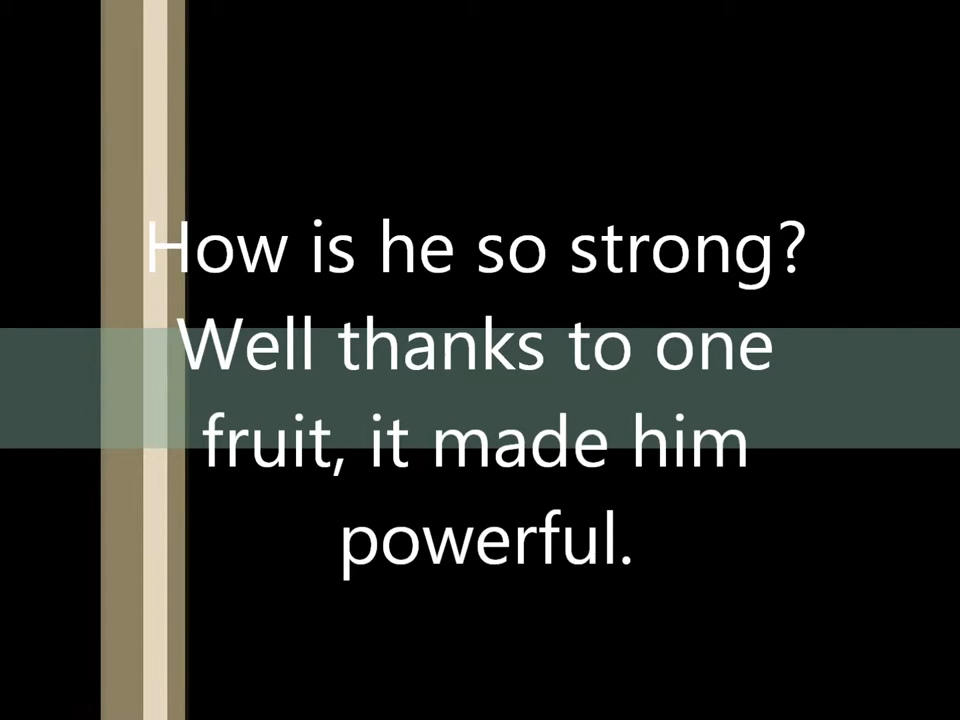 How is he so strong?
Well thanks to one
fruit, it made him
powerful.